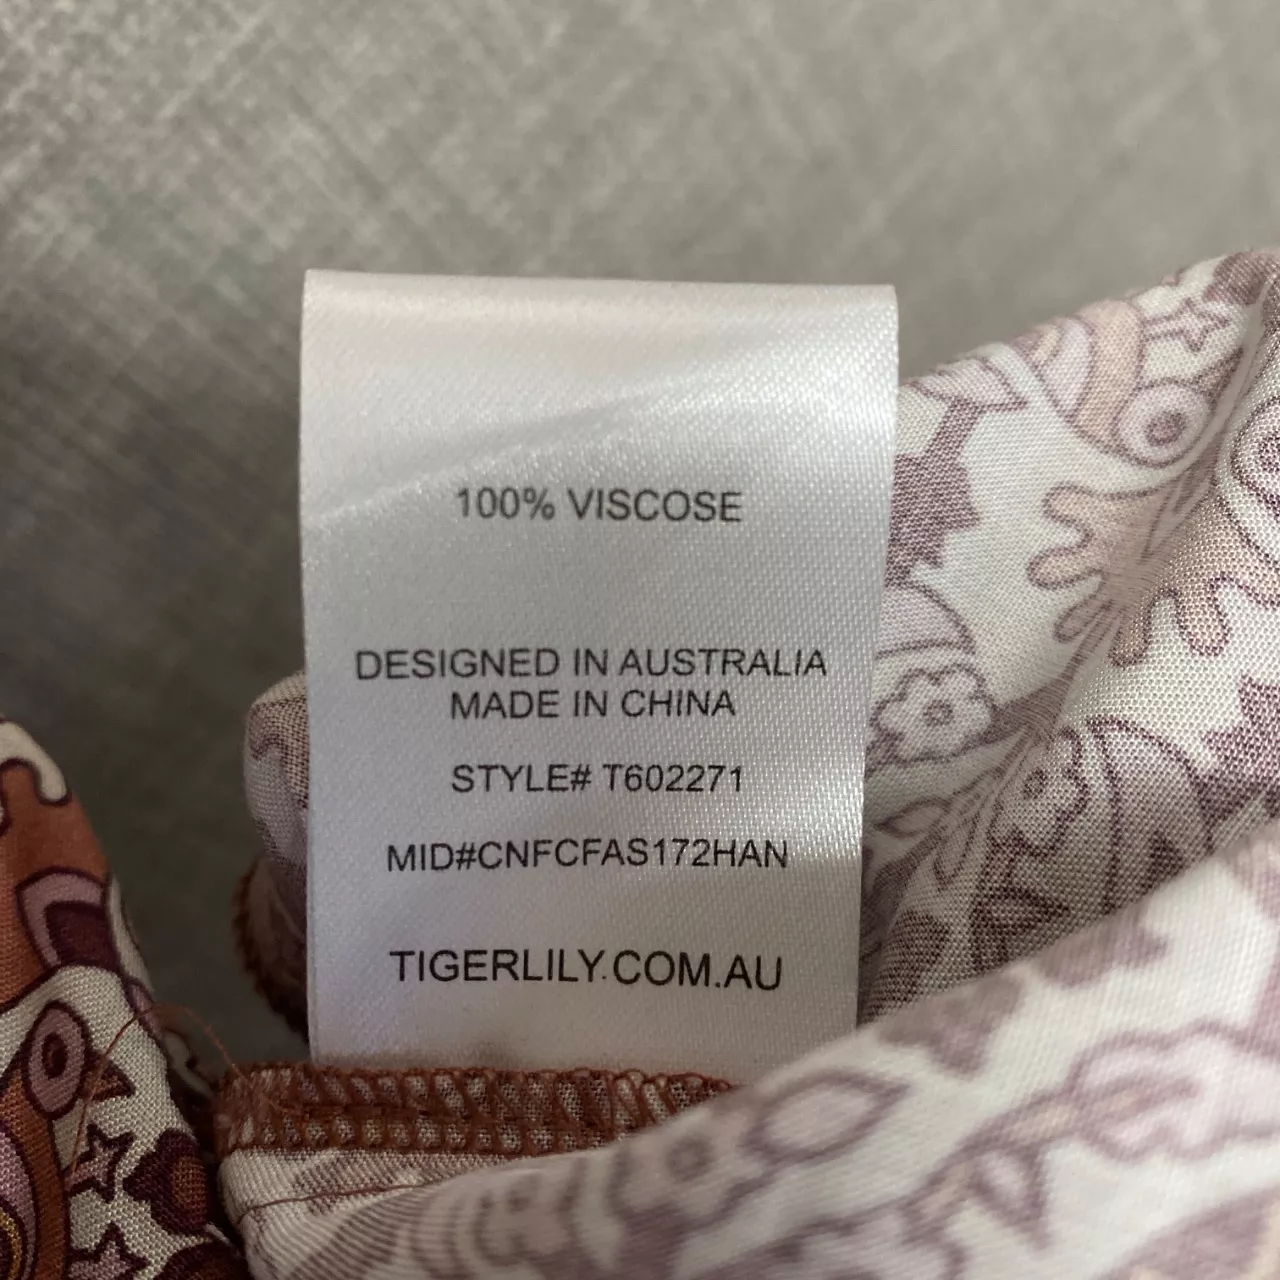 100% VISCOSE
DESIGNED IN AUSTRALIA
MADE IN CHINA
STYLE# T602271
MID#CNFCFAS172HAN
TIGERLILY.COM.AU